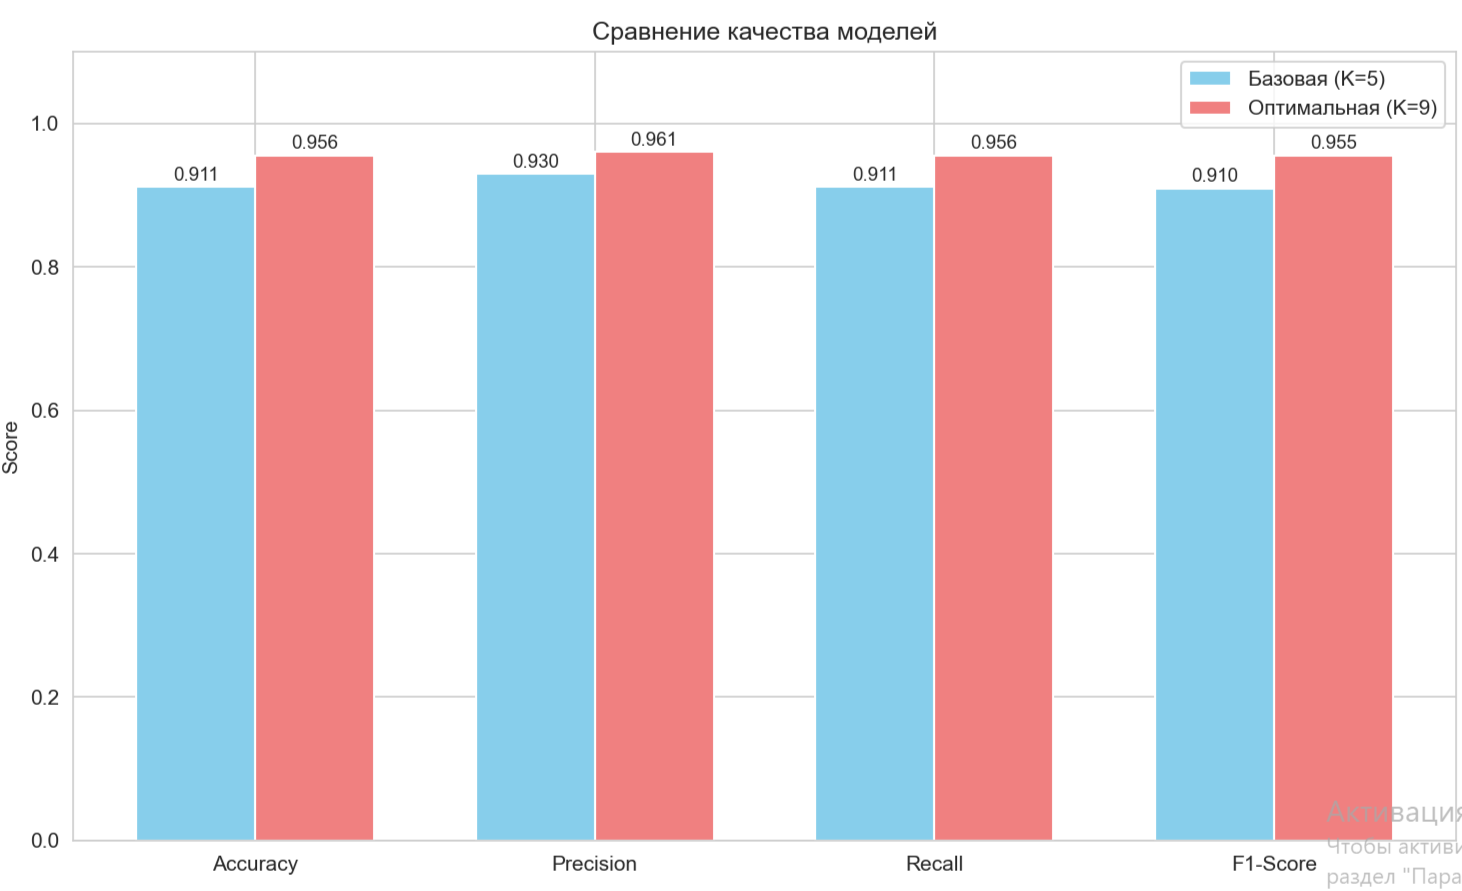 Сравнение качества моделей
Базовая (K=5)
Оптимальная (K=9)
Score
1.0
0.8
0.6
0.4
0.2
0.0
0.911
0.956
0.930
0.961
0.911
0.956
0.910
0.955
Accuracy
Precision
Recall
F1-Score
Активация
Чтобы активи
раздел "Пара